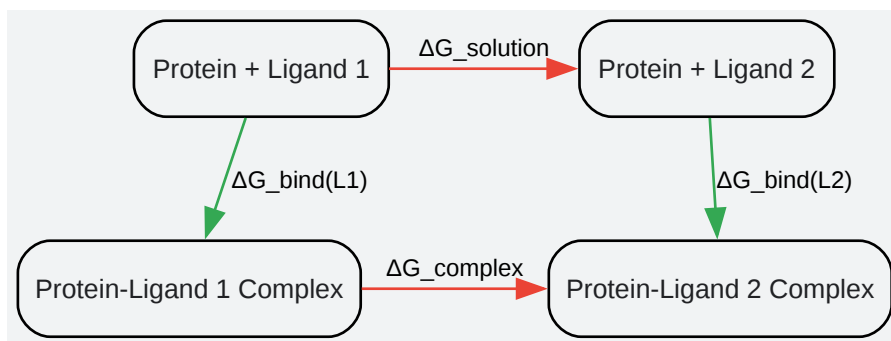 ΔG_solution
Protein + Ligand 1
Protein + Ligand 2
ΔG_bind(L1)
ΔG_bind(L2)
ΔG_complex
Protein-Ligand 1 Complex
Protein-Ligand 2 Complex